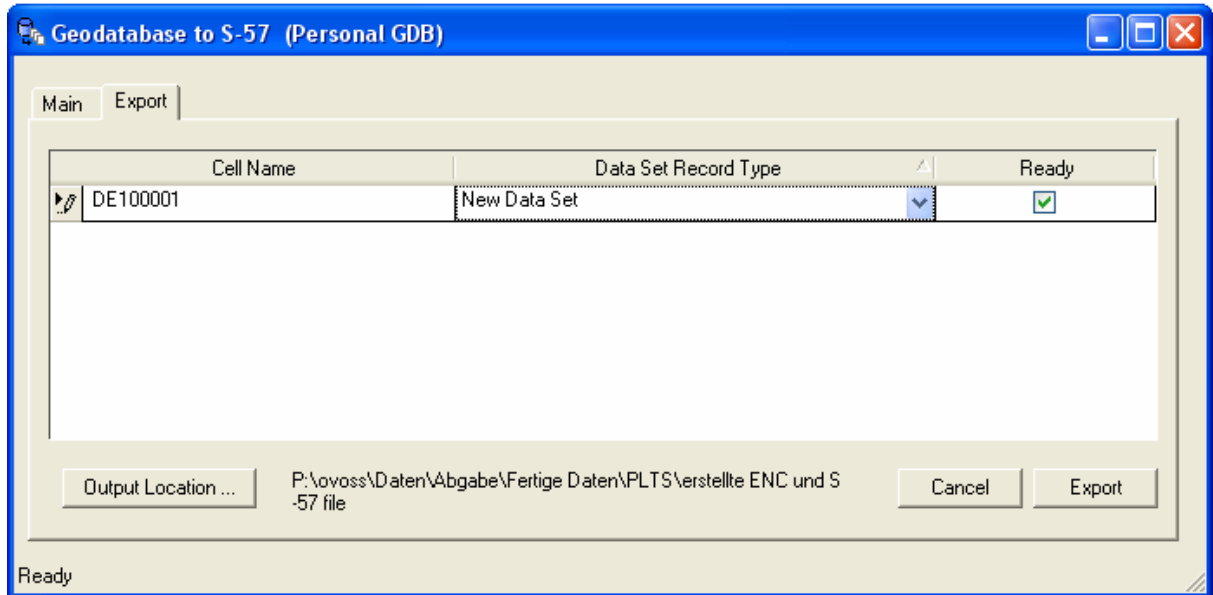 Geodatabase to S-57 (Personal GDB)
Main Export
Cell Name Data Set Record Type Ready
DE100001 New Data Set
Output Location ... P:\ovoss\Daten\Abgabe\Fertige Daten\PLTS\erstellte ENC und S
-57 file
Cancel Export
Ready